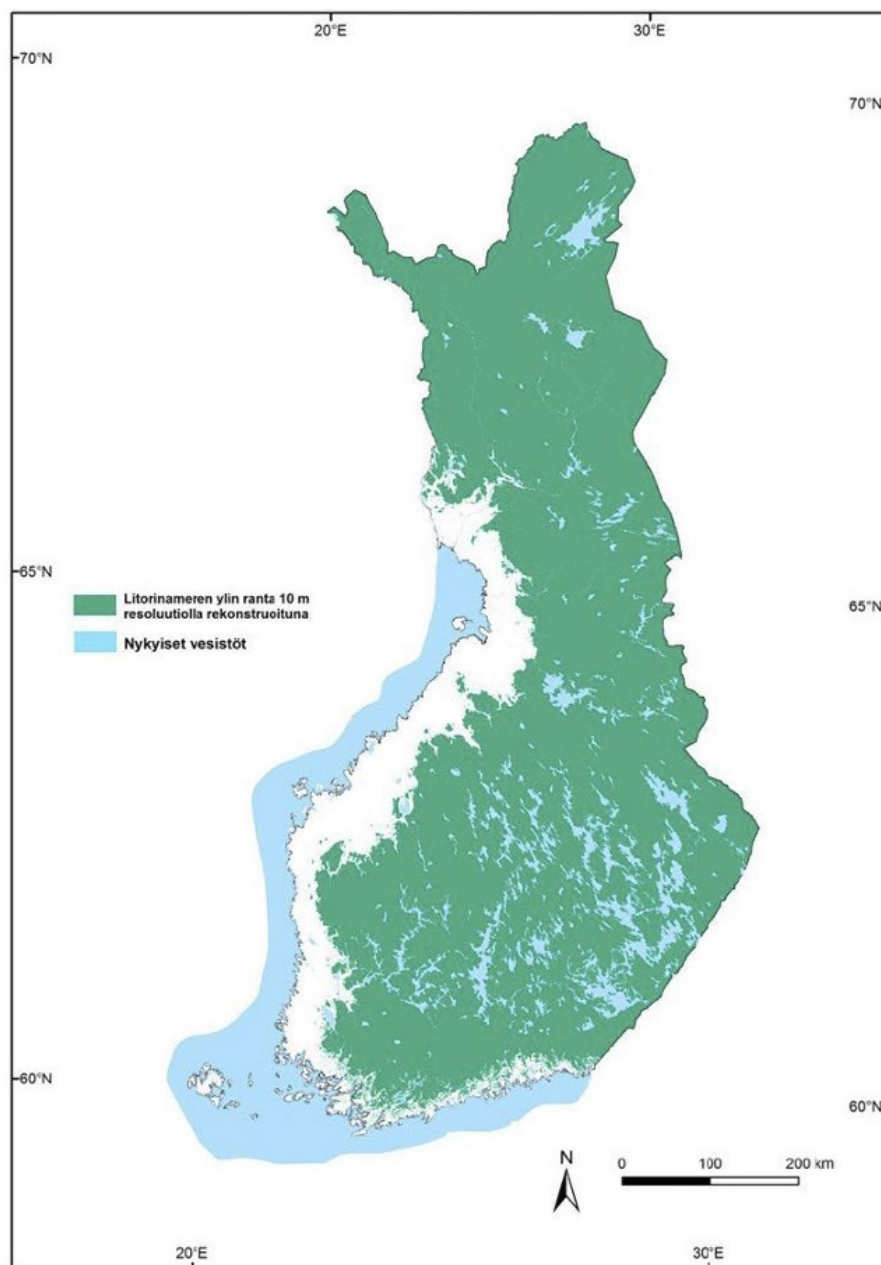 20°E
30°E
70°N
70°N
65°N
65°N
Litorinameren ylin ranta 10 m
resoluutiolla rekonstruoituna
Nykyiset vesistöt
60°N
60°N
N
0 100 200 km
20°E
30°E